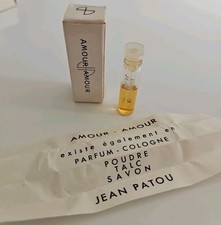 AMOUR
AMOUR
AMOUR - AMOUR
existe également en
PARFUM - COLOGNE
POUDRE
TALC
SAVON
JEAN PATOU